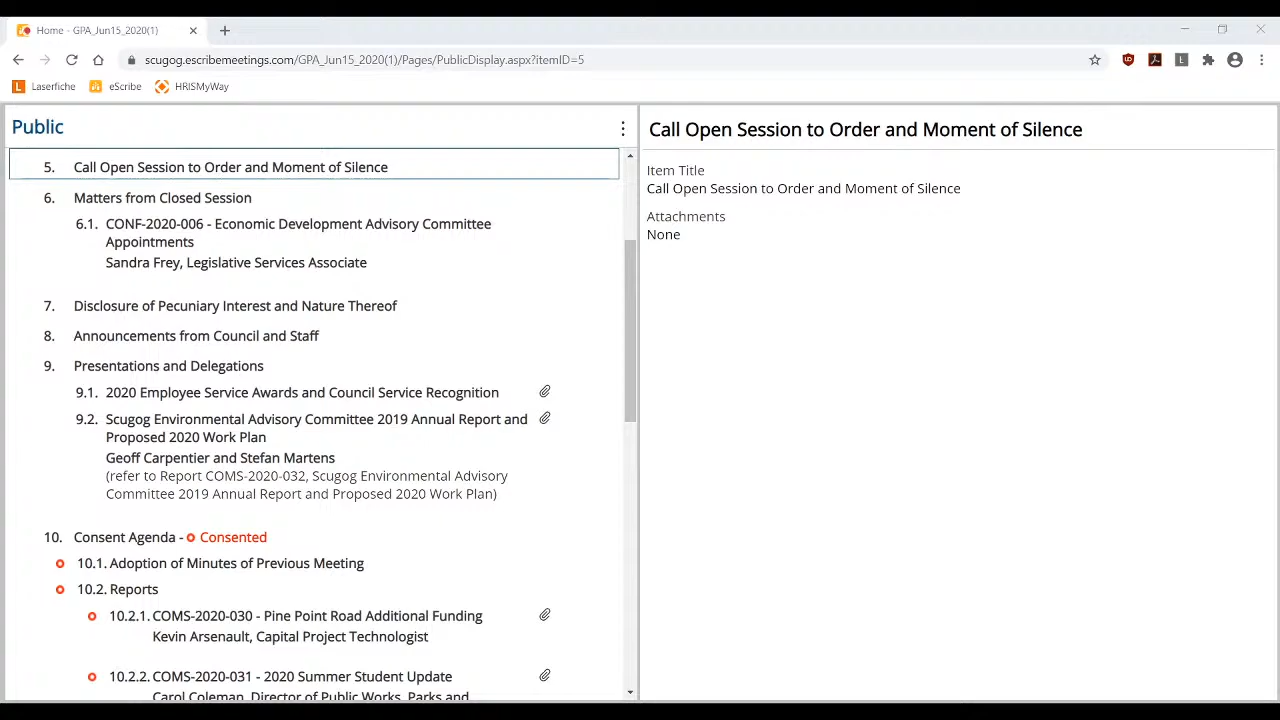 Home - GPA_Jun15_2020(1)
scugog.escribemeetings.com/GPA_Jun15_2020(1)/Pages/PublicDisplay.aspx?itemID=5
Laserfiche
eScribe
HRISMyWay
Public
5. Call Open Session to Order and Moment of Silence
6. Matters from Closed Session
6.1. CONF-2020-006 - Economic Development Advisory Committee
Appointments
Sandra Frey, Legislative Services Associate
7. Disclosure of Pecuniary Interest and Nature Thereof
8. Announcements from Council and Staff
9. Presentations and Delegations
9.1. 2020 Employee Service Awards and Council Service Recognition
9.2. Scugog Environmental Advisory Committee 2019 Annual Report and
Proposed 2020 Work Plan
Geoff Carpentier and Stefan Martens
(refer to Report COMS-2020-032, Scugog Environmental Advisory
Committee 2019 Annual Report and Proposed 2020 Work Plan)
10. Consent Agenda - Consented
10.1. Adoption of Minutes of Previous Meeting
10.2. Reports
10.2.1. COMS-2020-030 - Pine Point Road Additional Funding
Kevin Arsenault, Capital Project Technologist
10.2.2. COMS-2020-031 - 2020 Summer Student Update
Carol Coleman, Director of Public Works, Parks and
Call Open Session to Order and Moment of Silence
Item Title
Call Open Session to Order and Moment of Silence
Attachments
None